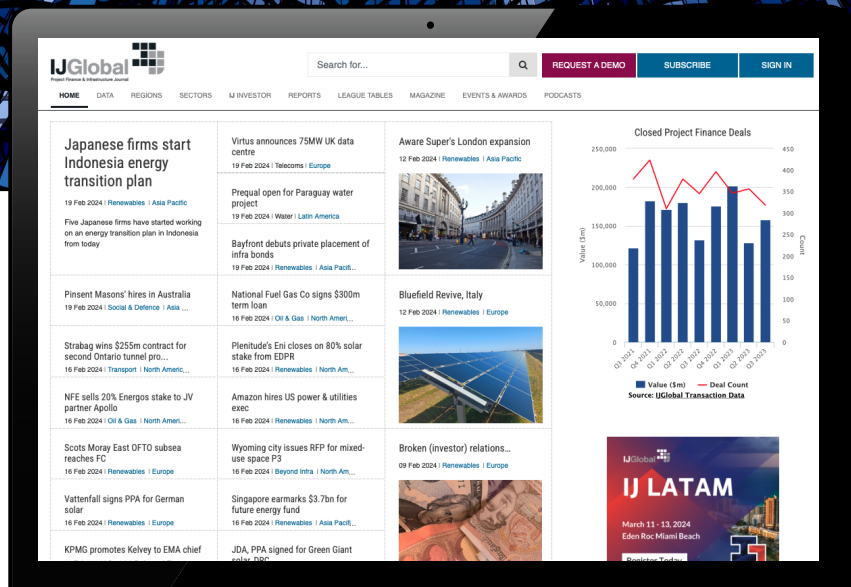 IJGlobal
Project Finance & Infrastructure Journal
Search for...
REQUEST A DEMO
SUBSCRIBE
SIGN IN
HOME DATA REGIONS SECTORS IJ INVESTOR REPORTS LEAGUE TABLES MAGAZINE EVENTS & AWARDS PODCASTS
Japanese firms start
Indonesia energy
transition plan
19 Feb 2024 | Renewables | Asia Pacific
Five Japanese firms have started working
on an energy transition plan in Indonesia
from today
Pinsent Masons' hires in Australia
19 Feb 2024 | Social & Defence | Asia ...
Strabag wins $255m contract for
second Ontario tunnel pro...
16 Feb 2024 | Transport | North Americ...
NFE sells 20% Energos stake to JV
partner Apollo
16 Feb 2024 | Oil & Gas | North Ameri...
Scots Moray East OFTO subsea
reaches FC
16 Feb 2024 | Renewables | Europe
Vattenfall signs PPA for German
solar
16 Feb 2024 | Renewables | Europe
KPMG promotes Kelvey to EMA chief
Virtus announces 75MW UK data
centre
19 Feb 2024 | Telecoms | Europe
Prequal open for Paraguay water
project
19 Feb 2024 | Water | Latin America
Bayfront debuts private placement of
infra bonds
19 Feb 2024 | Renewables | Asia Pacifi...
National Fuel Gas Co signs $300m
term loan
16 Feb 2024 | Oil & Gas | North Ameri...
Plenitude's Eni closes on 80% solar
stake from EDPR
16 Feb 2024 | Renewables | North Am...
Amazon hires US power & utilities
exec
16 Feb 2024 | Renewables | North Am...
Wyoming city issues RFP for mixed-
use space P3
16 Feb 2024 | Beyond Infra | North Am...
Singapore earmarks $3.7bn for
future energy fund
16 Feb 2024 | Renewables | Asia Pacifi...
JDA, PPA signed for Green Giant
solar, DRC
Aware Super's London expansion
12 Feb 2024 | Renewables | Asia Pacific
Bluefield Revive, Italy
12 Feb 2024 | Renewables | Europe
Broken (investor) relations...
09 Feb 2024 | Renewables | Europe
Closed Project Finance Deals
250,000
200,000
150,000
100,000
50,000
0
Value ($m)
450
400
350
300
250
200
150
100
50
0
Count
Q3 2021 Q4 2021 Q1 2022 Q2 2022 Q3 2022 Q4 2022 Q1 2023 Q2 2023 Q3 2023
Value ($m) Deal Count
Source: IJGlobal Transaction Data
IJGlobal
IJ LATAM
March 11 - 13, 2024
Eden Roc Miami Beach
Register Today